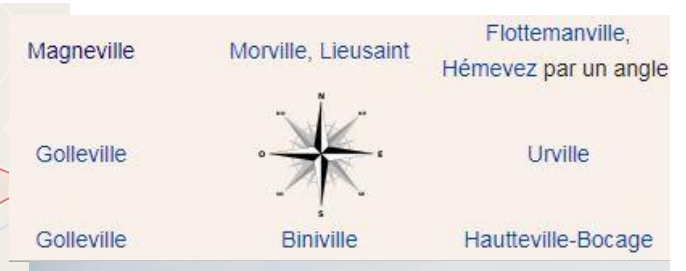 Magneville Morville, Lieusaint Flottemanville,
Hémevez par un angle
N
O E
S
Golleville Urville
Golleville Biniville Hautteville-Bocage